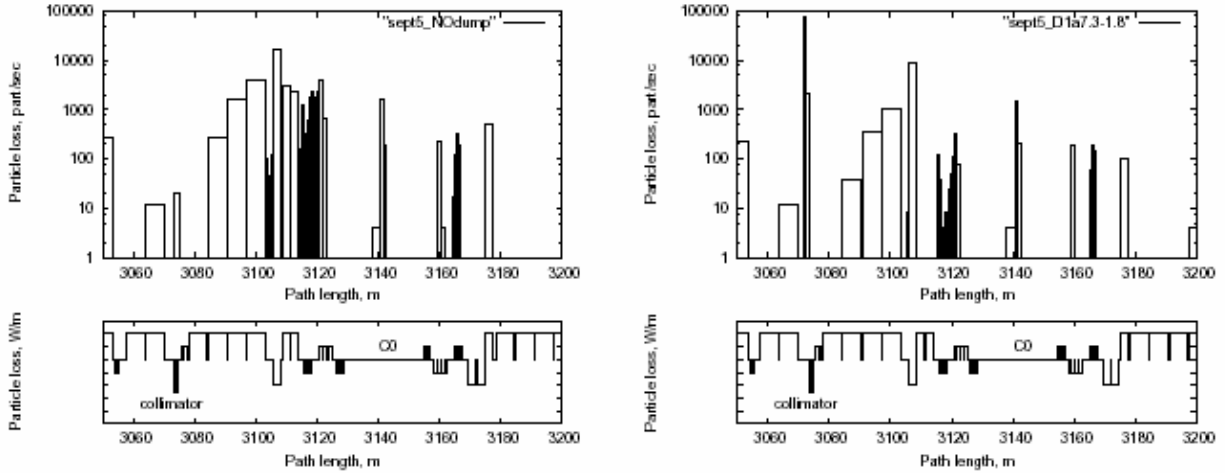 "sept5_NOdump"
Particle loss, part/sec
100000
10000
1000
100
10
1
3060 3080 3100 3120 3140 3160 3180 3200
Path length, m
Particle loss, W/m
C0
collimator
3060 3080 3100 3120 3140 3160 3180 3200
Path length, m
"sept5_D1a7.3-1.8"
Particle loss, part/sec
100000
10000
1000
100
10
1
3060 3080 3100 3120 3140 3160 3180 3200
Path length, m
Particle loss, W/m
C0
collimator
3060 3080 3100 3120 3140 3160 3180 3200
Path length, m